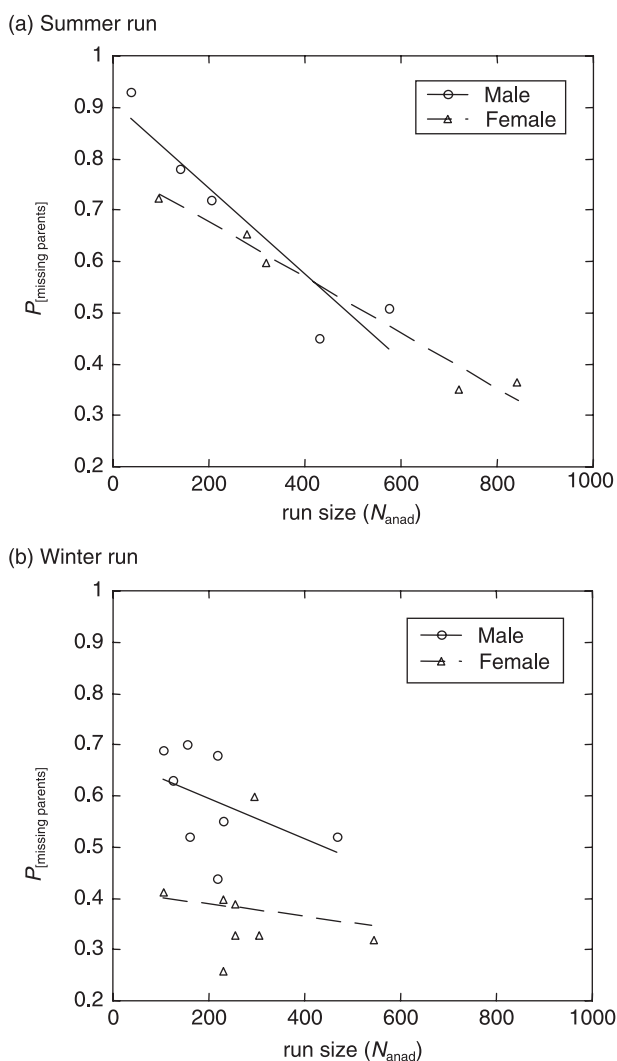 (a) Summer run
1
0.9
0.8
0.7
0.6
0.5
0.4
0.3
0.2
P[missing parents]
Male
Female
0 200 400 600 800 1000
run size (Nanad)
(b) Winter run
1
0.9
0.8
0.7
0.6
0.5
0.4
0.3
0.2
P[missing parents]
Male
Female
0 200 400 600 800 1000
run size (Nanad)